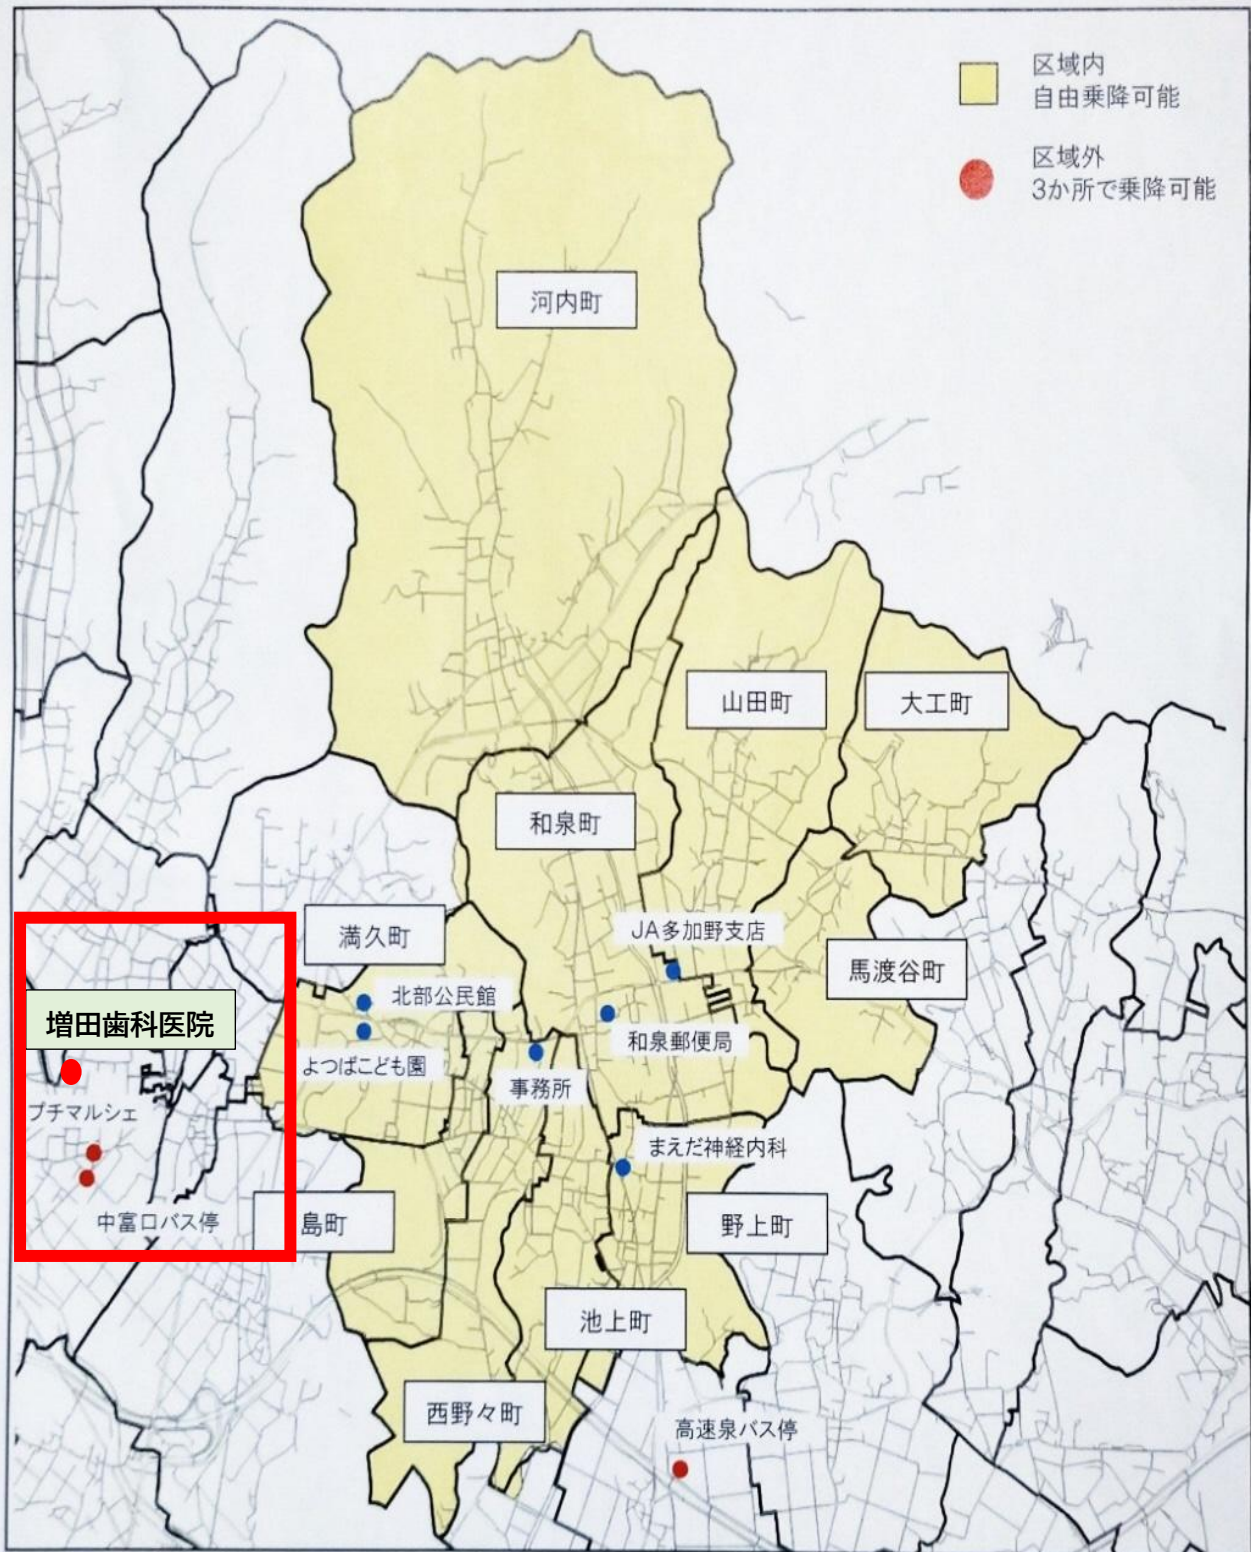 区域内
自由乗降可能
区域外
3か所で乗降可能
河内町
山田町
大工町
和泉町
満久町
JA多加野支店
馬渡谷町
北部公民館
増田歯科医院
和泉郵便局
よつばこども園
事務所
プチマルシェ
まえだ神経内科
中富口バス停
島町
野上町
池上町
西野々町
高速泉バス停